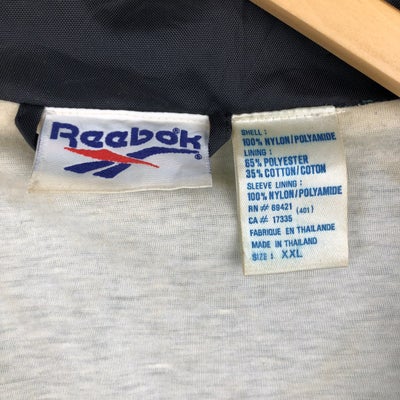 Reebok®
SHELL :
100% NYLON/POLYAMIDE
LINING :
65% POLYESTER
35% COTTON/COTON
SLEEVE LINING :
100% NYLON/POLYAMIDE
RN# 69421 (401)
CA# 17335
FABRIQUE EN THAILANDE
MADE IN THAILAND
SIZE : XXL